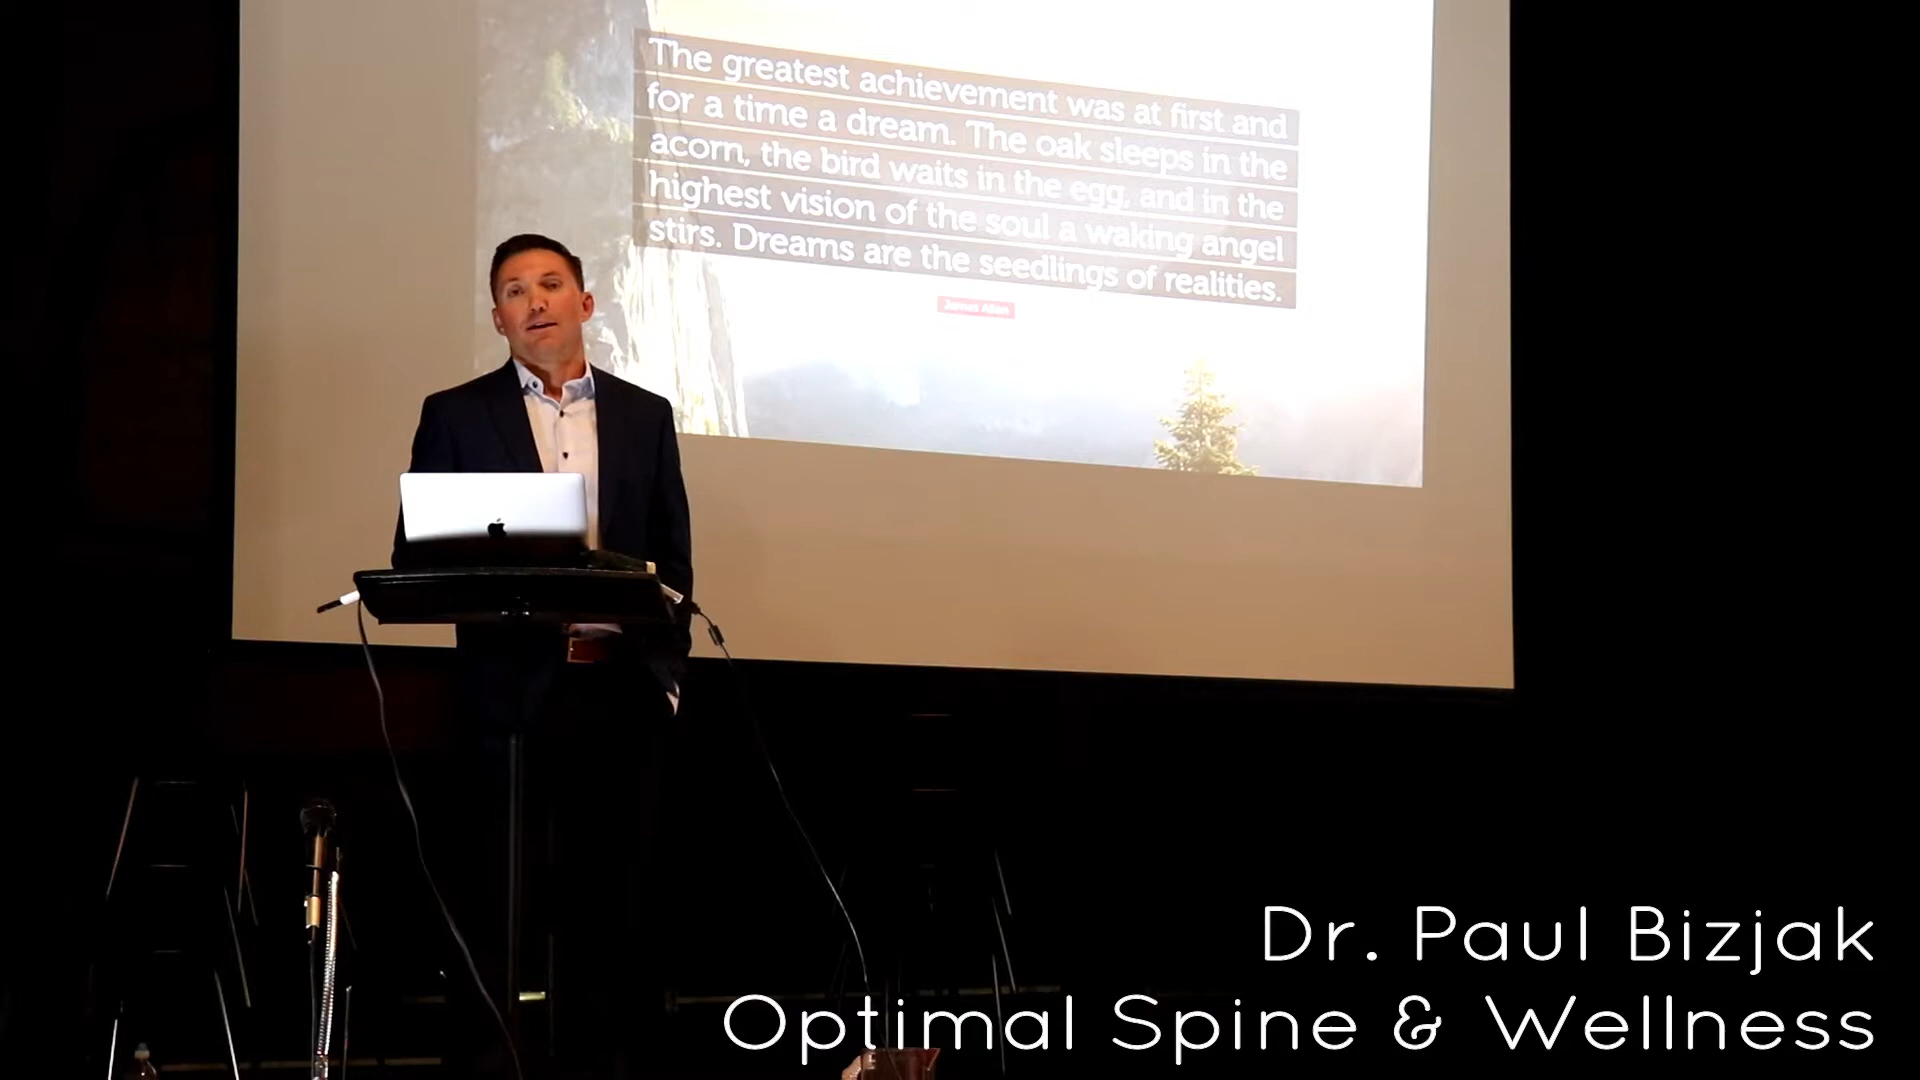 The greatest achievement was at first and
for a time a dream. The oak sleeps in the
acorn, the bird waits in the egg, and in the
highest vision of the soul a waking angel
stirs. Dreams are the seedlings of realities.
James Allen
Dr. Paul Bizjak
Optimal Spine & Wellness